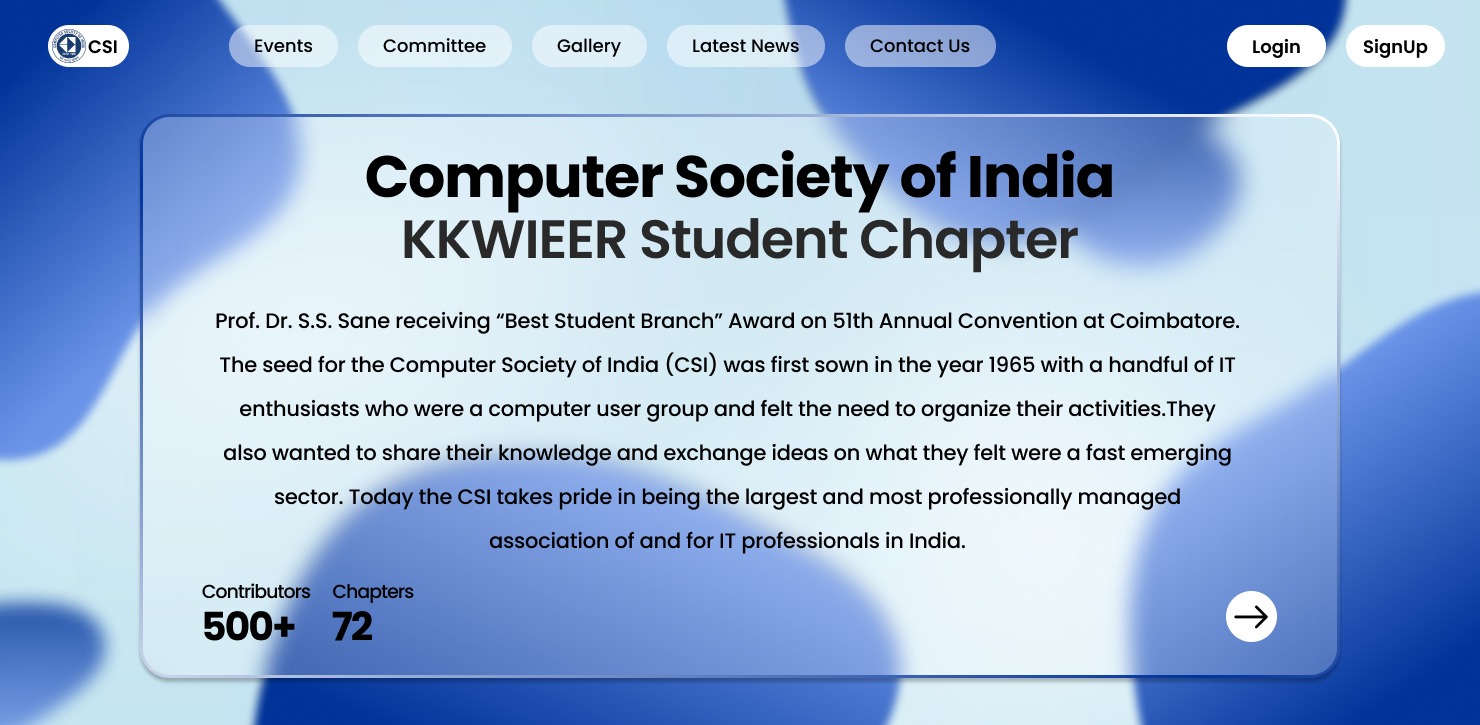 CSI
Events
Committee
Gallery
Latest News
Contact Us
Login
SignUp
Computer Society of India
KKWIEER Student Chapter
Prof. Dr. S.S. Sane receiving “Best Student Branch” Award on 51th Annual Convention at Coimbatore.
The seed for the Computer Society of India (CSI) was first sown in the year 1965 with a handful of IT
enthusiasts who were a computer user group and felt the need to organize their activities.They
also wanted to share their knowledge and exchange ideas on what they felt were a fast emerging
sector. Today the CSI takes pride in being the largest and most professionally managed
association of and for IT professionals in India.
Contributors
500+
Chapters
72